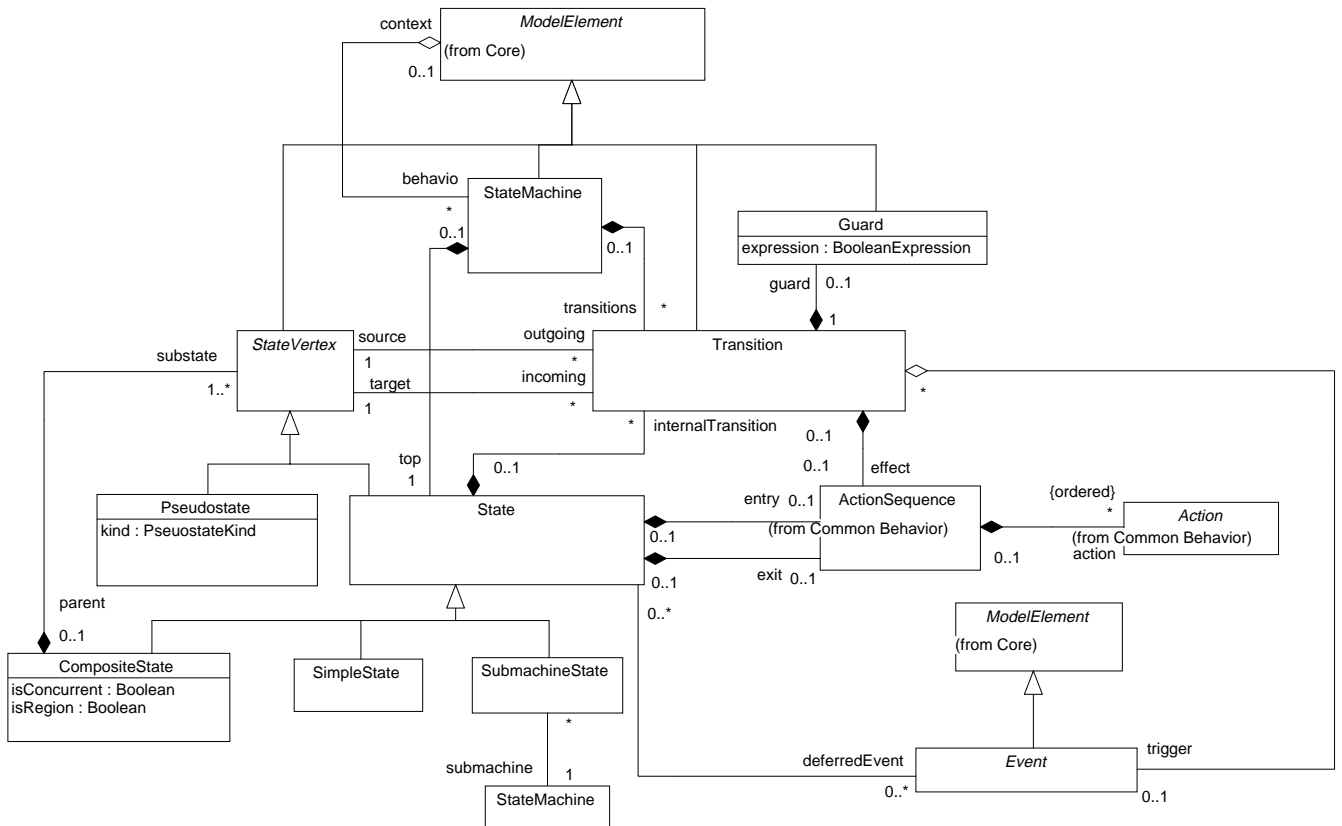 context
ModelElement
(from Core)
0..1
behavio
StateMachine
*
0..1
0..1
Guard
expression : BooleanExpression
guard
0..1
transitions
*
1
substate
StateVertex
source
outgoing
Transition
1..*
1
*
target
incoming
*
1
*
*
internalTransition
0..1
top
0..1
0..1
effect
1
Pseudostate
kind : PseuostateKind
State
entry
0..1
ActionSequence
(from Common Behavior)
{ordered}
*
Action
(from Common Behavior)
0..1
0..1
action
exit
0..1
0..1
0..*
parent
0..1
ModelElement
(from Core)
CompositeState
isConcurrent : Boolean
isRegion : Boolean
SimpleState
SubmachineState
*
submachine
1
StateMachine
deferredEvent
0..*
Event
trigger
0..1